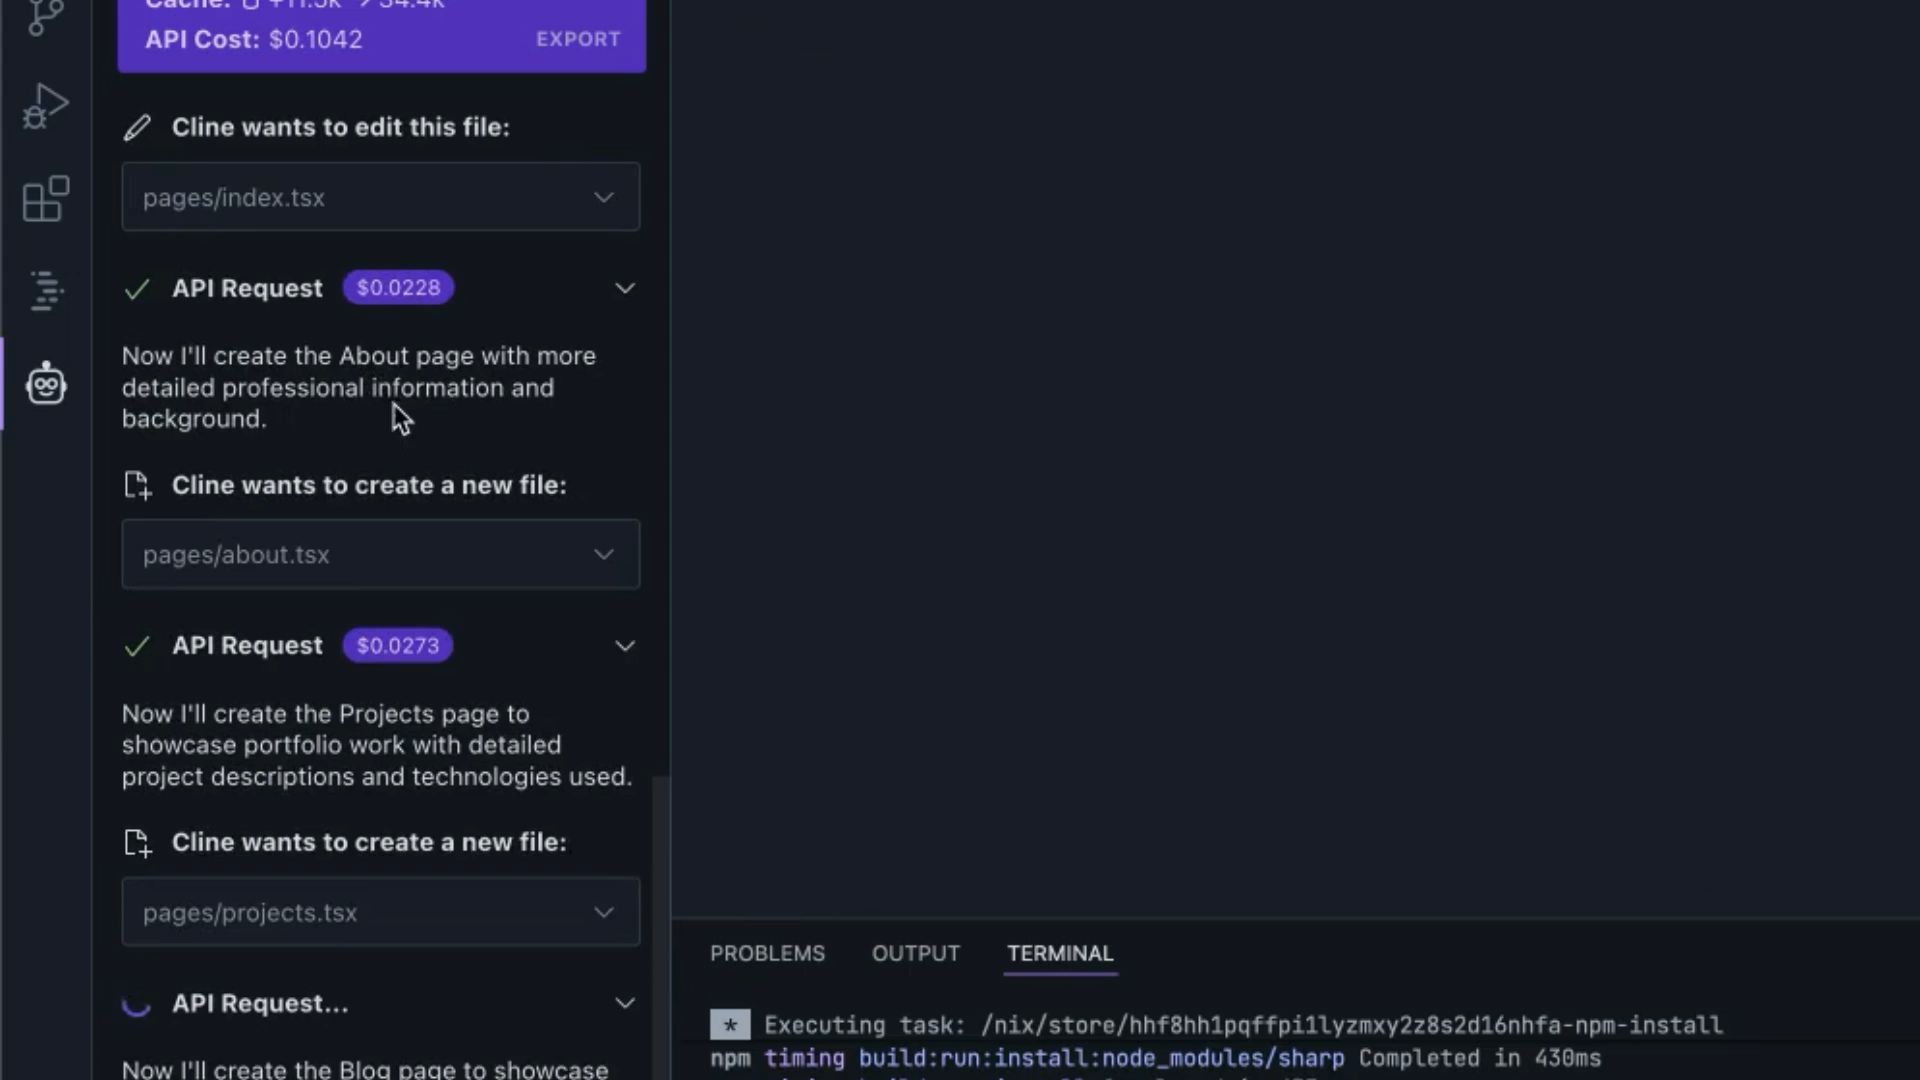 Cache: +11.5k → 34.4k
API Cost: $0.1042 EXPORT
Cline wants to edit this file:
pages/index.tsx
API Request $0.0228
Now I'll create the About page with more
detailed professional information and
background.
Cline wants to create a new file:
pages/about.tsx
API Request $0.0273
Now I'll create the Projects page to
showcase portfolio work with detailed
project descriptions and technologies used.
Cline wants to create a new file:
pages/projects.tsx
API Request...
Now I'll create the Blog page to showcase
PROBLEMS OUTPUT TERMINAL
* Executing task: /nix/store/hhf8hh1pqffpi1lyzmxy2z8s2d16nhfa-npm-install
npm timing build:run:install:node_modules/sharp Completed in 430ms